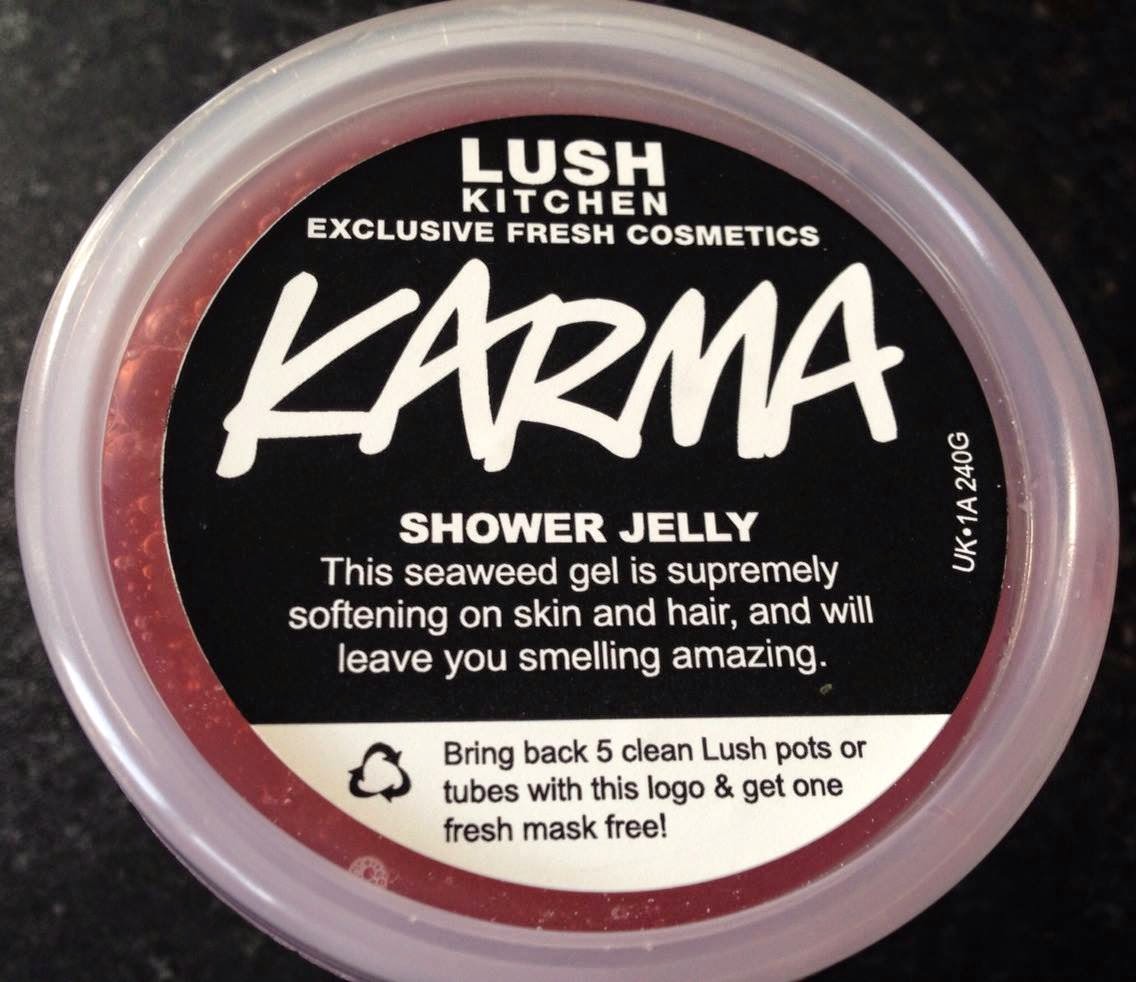 LUSH
KITCHEN
EXCLUSIVE FRESH COSMETICS
KARMA
UK•1A 240G
SHOWER JELLY
This seaweed gel is supremely
softening on skin and hair, and will
leave you smelling amazing.
Bring back 5 clean Lush pots or
tubes with this logo & get one
fresh mask free!